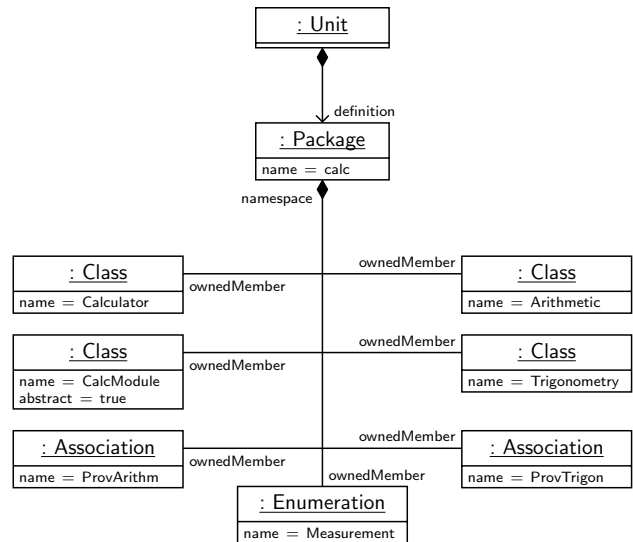 : Unit
definition
: Package
name = calc
namespace
: Class
name = Calculator
ownedMember
ownedMember
: Class
name = Arithmetic
: Class
name = CalcModule
abstract = true
ownedMember
ownedMember
: Class
name = Trigonometry
: Association
name = ProvArithm
ownedMember
ownedMember
: Association
name = ProvTrigon
ownedMember
: Enumeration
name = Measurement